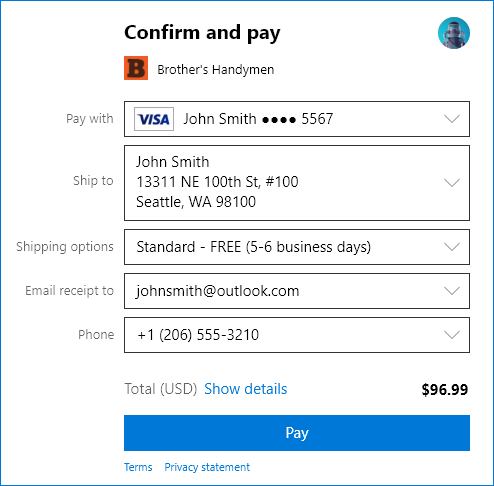 Confirm and pay
B
Brother's Handymen
Pay with
VISA John Smith ●●●● 5567
Ship to
John Smith
13311 NE 100th St, #100
Seattle, WA 98100
Shipping options
Standard - FREE (5-6 business days)
Email receipt to
johnsmith@outlook.com
Phone
+1 (206) 555-3210
Total (USD) Show details $96.99
Pay
Terms Privacy statement